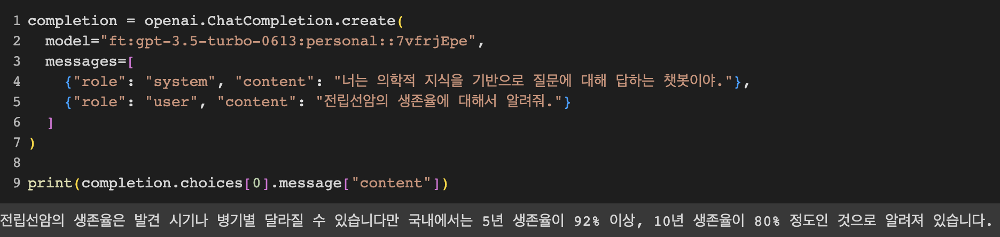 1 completion = openai.ChatCompletion.create(
2   model="ft:gpt-3.5-turbo-0613:personal::7vfrjEpe",
3   messages=[
4     {"role": "system", "content": "너는 의학적 지식을 기반으로 질문에 대해 답하는 챗봇이야."},
5     {"role": "user", "content": "전립선암의 생존율에 대해서 알려줘."}
6   ]
7 )
8
9 print(completion.choices[0].message["content"])
전립선암의 생존율은 발견 시기나 병기별 달라질 수 있습니다만 국내에서는 5년 생존율이 92% 이상, 10년 생존율이 80% 정도인 것으로 알려져 있습니다.